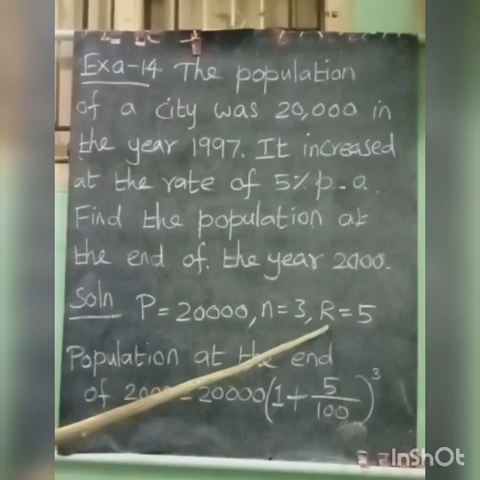 Exa-14 The population
of a city was 20,000 in
the year 1997. It increased
at the rate of 5% p.a.
Find the population at
the end of. the year 2000.
Soln P = 20000, n=3, R=5
Population at the end
of 2000 = 20000(1+5/100)^3
InShOt